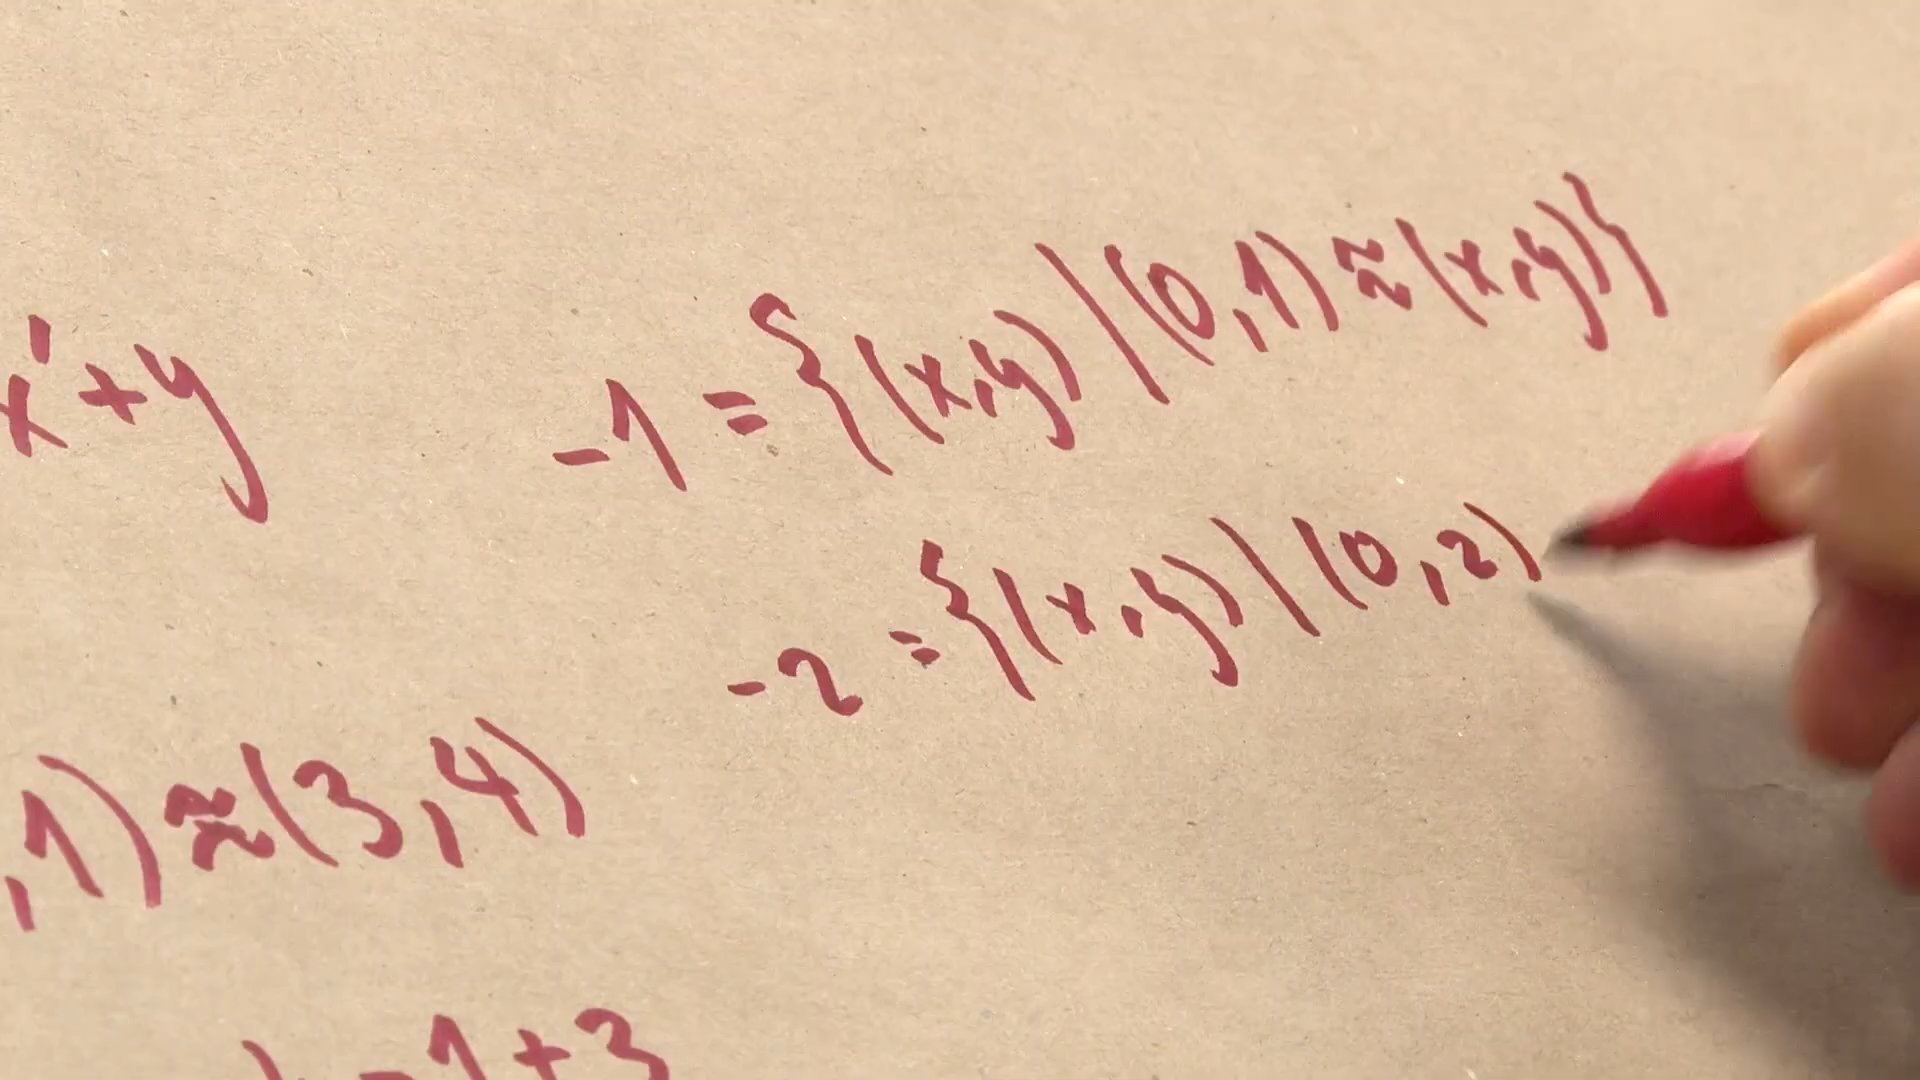 x'+y
-1 = {(x,y) | (0,1) ≈ (x,y)}
-2 = {(x,y) | (0,2)
,1) ≈ (3,4)
1+3